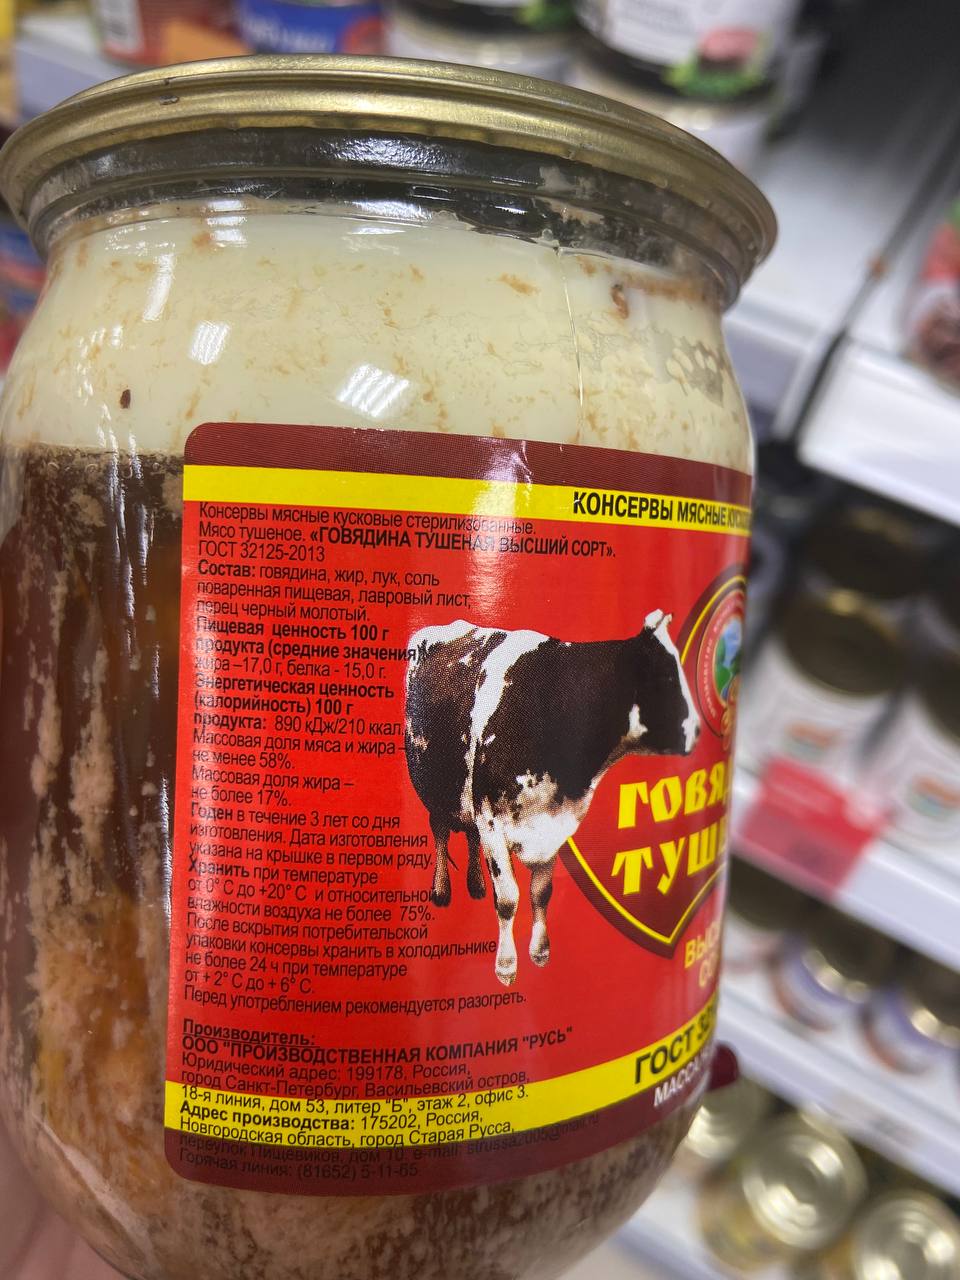 КОНСЕРВЫ МЯСНЫЕ
Консервы мясные кусковые стерилизованные.
Мясо тушеное. «ГОВЯДИНА ТУШЕНАЯ ВЫСШИЙ СОРТ».
ГОСТ 32125-2013
Состав: говядина, жир, лук, соль
поваренная пищевая, лавровый лист,
перец черный молотый.
Пищевая ценность 100 г
продукта (средние значения)
жира –17,0 г, белка - 15,0 г.
Энергетическая ценность
(калорийность) 100 г
продукта: 890 кДж/210 ккал.
Массовая доля мяса и жира –
не менее 58%.
Массовая доля жира –
не более 17%.
Годен в течение 3 лет со дня
изготовления. Дата изготовления
указана на крышке в первом ряду.
Хранить при температуре
от 0° С до +20° С и относительной
влажности воздуха не более 75%.
После вскрытия потребительской
упаковки консервы хранить в холодильнике
не более 24 ч при температуре
от + 2° С до + 6° С.
Перед употреблением рекомендуется разогреть.
Производитель:
ООО "ПРОИЗВОДСТВЕННАЯ КОМПАНИЯ "РУСЬ"
Юридический адрес: 199178, Россия,
город Санкт-Петербург, Васильевский остров,
18-я линия, дом 53, литер "Б", этаж 2, офис 3.
Адрес производства: 175202, Россия,
Новгородская область, город Старая Русса,
переулок Пищевиков, дом 10. e-mail: strussa2005@mail.ru
Горячая линия: (81652) 5-11-65
ГОВЯ
ТУШ
ВЫС
ГОСТ 32
МАССА